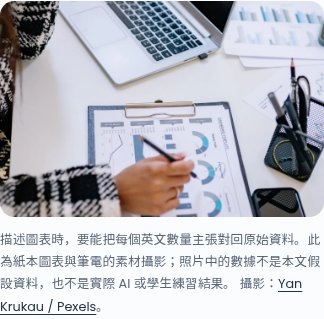 描述圖表時，要能把每個英文數量主張對回原始資料。此
為紙本圖表與筆電的素材攝影；照片中的數據不是本文假
設資料，也不是實際 AI 或學生練習結果。 攝影：Yan
Krukau / Pexels。